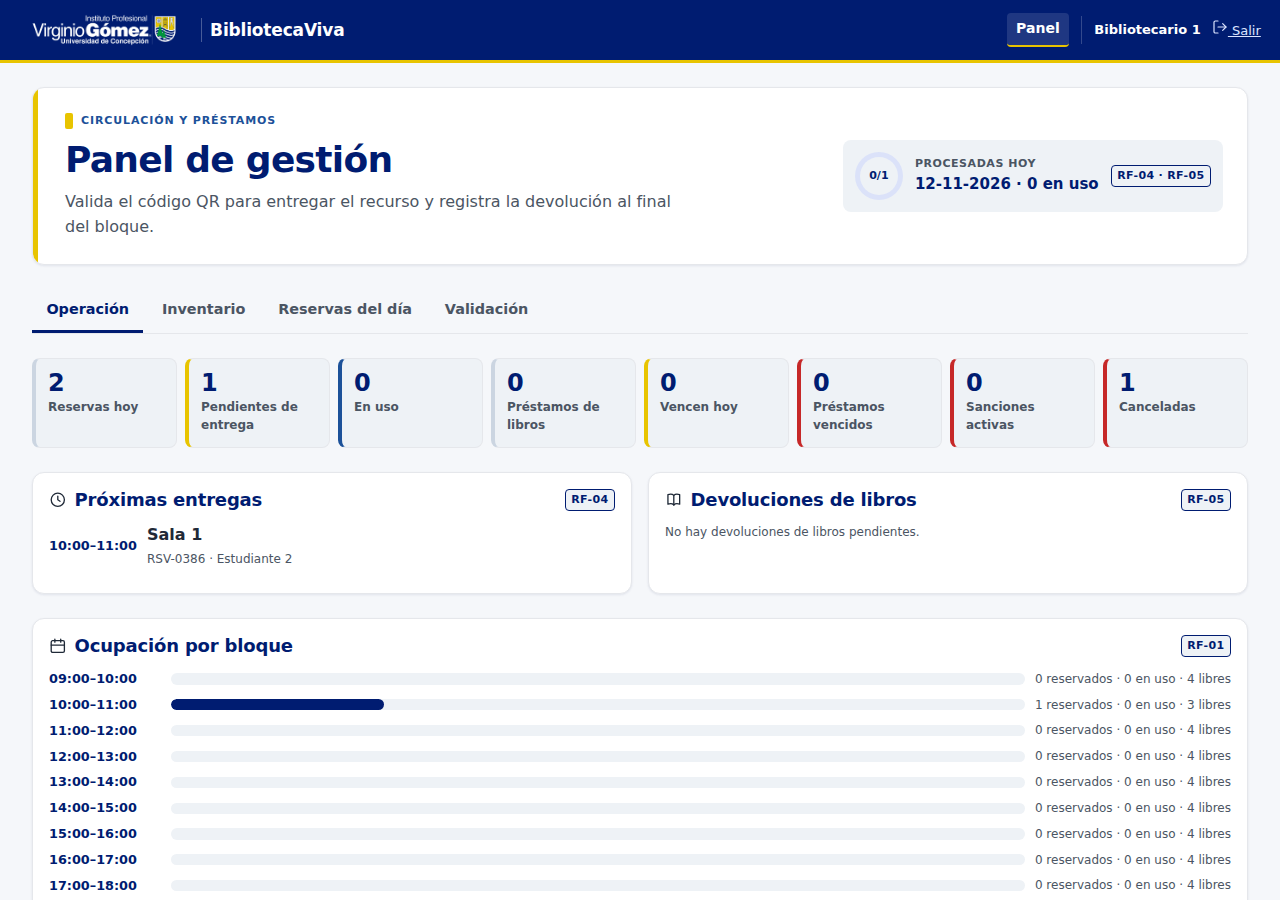 Instituto Profesional
VirginioGómez
Universidad de Concepción
BibliotecaViva
Panel
Bibliotecario 1
Salir
CIRCULACIÓN Y PRÉSTAMOS
Panel de gestión
Valida el código QR para entregar el recurso y registra la devolución al final
del bloque.
0/1
PROCESADAS HOY
12-11-2026 · 0 en uso
RF-04 · RF-05
Operación
Inventario
Reservas del día
Validación
2
Reservas hoy
1
Pendientes de
entrega
0
En uso
0
Préstamos de
libros
0
Vencen hoy
0
Préstamos
vencidos
0
Sanciones
activas
1
Canceladas
Próximas entregas
RF-04
10:00–11:00
Sala 1
RSV-0386 · Estudiante 2
Devoluciones de libros
RF-05
No hay devoluciones de libros pendientes.
Ocupación por bloque
RF-01
09:00–10:00 0 reservados · 0 en uso · 4 libres
10:00–11:00 1 reservados · 0 en uso · 3 libres
11:00–12:00 0 reservados · 0 en uso · 4 libres
12:00–13:00 0 reservados · 0 en uso · 4 libres
13:00–14:00 0 reservados · 0 en uso · 4 libres
14:00–15:00 0 reservados · 0 en uso · 4 libres
15:00–16:00 0 reservados · 0 en uso · 4 libres
16:00–17:00 0 reservados · 0 en uso · 4 libres
17:00–18:00 0 reservados · 0 en uso · 4 libres